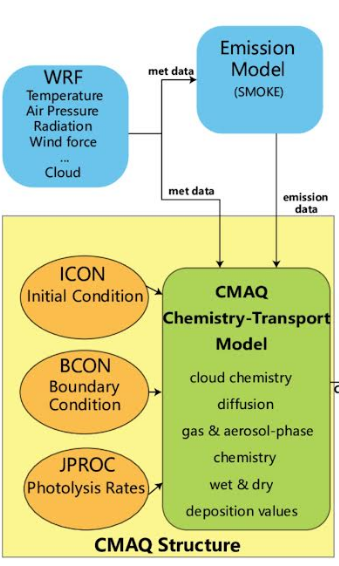 WRF
Temperature
Air Pressure
Radiation
Wind force
...
Cloud
met data
Emission
Model
(SMOKE)
met data
emission
data
ICON
Initial Condition
BCON
Boundary
Condition
JPROC
Photolysis Rates
CMAQ
Chemistry-Transport
Model
cloud chemistry
diffusion
gas & aerosol-phase
chemistry
wet & dry
deposition values
CMAQ Structure